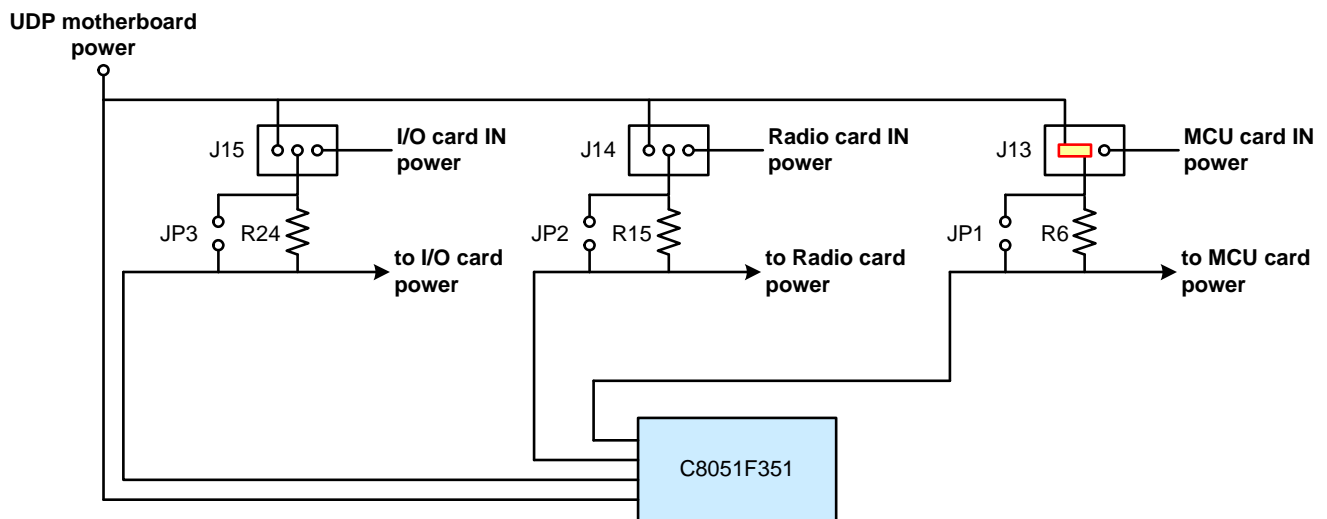 UDP motherboard
power
J15
I/O card IN
power
J14
Radio card IN
power
J13
MCU card IN
power
JP3
R24
JP2
R15
JP1
R6
to I/O card
power
to Radio card
power
to MCU card
power
C8051F351